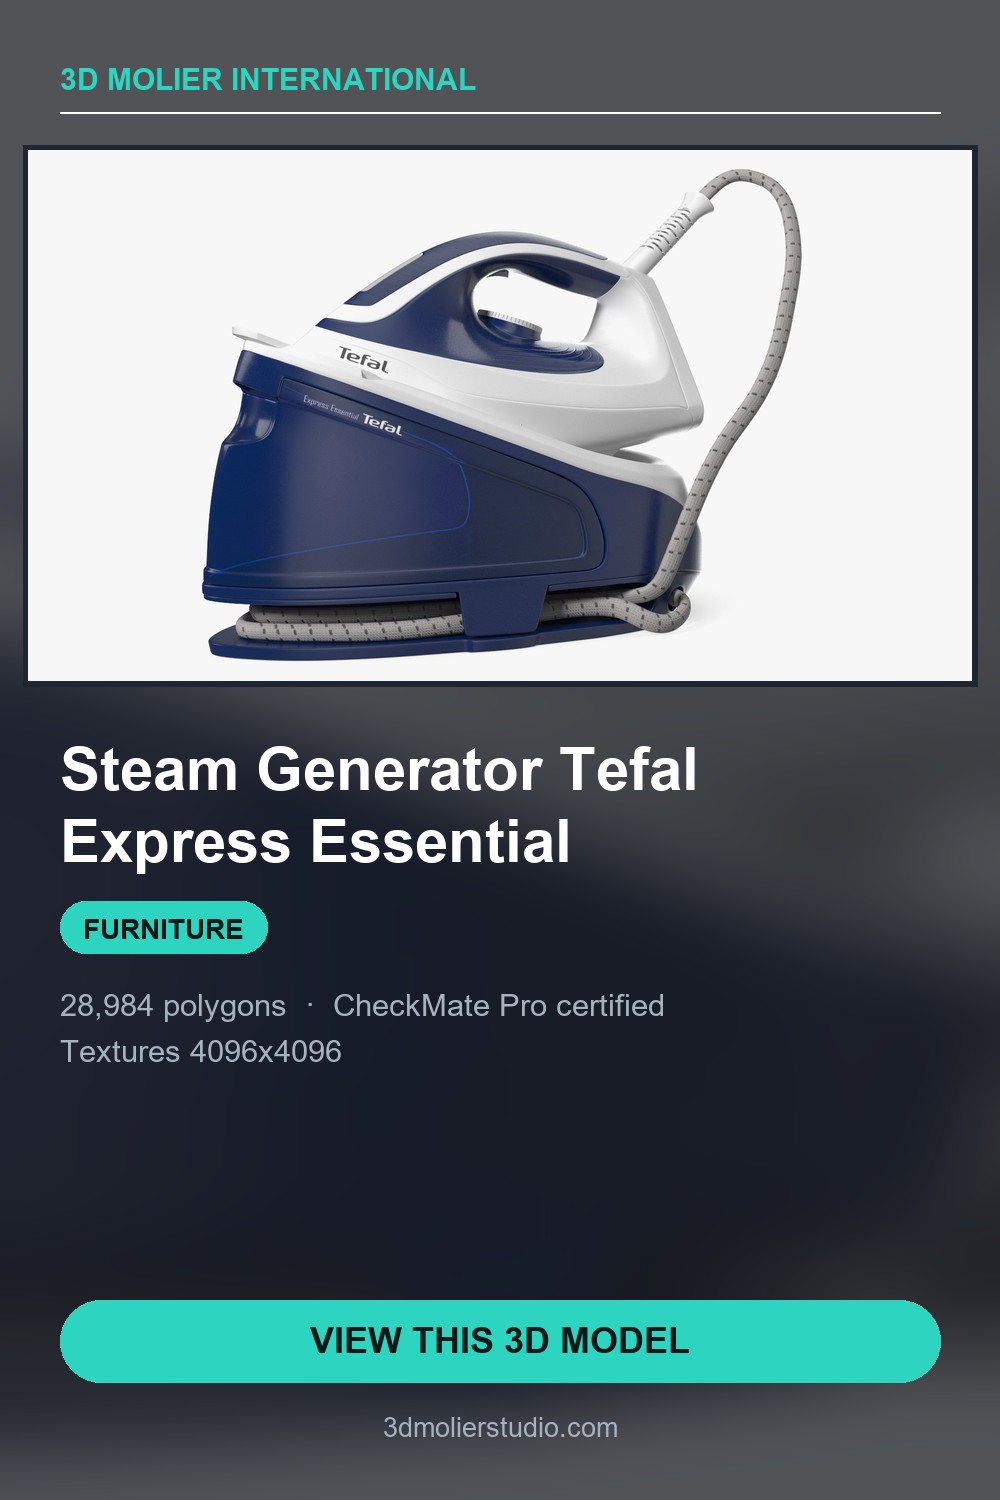 3D MOLIER INTERNATIONAL
Tefal
Express Essential Tefal
Steam Generator Tefal
Express Essential
FURNITURE
28,984 polygons · CheckMate Pro certified
Textures 4096x4096
VIEW THIS 3D MODEL
3dmolierstudio.com